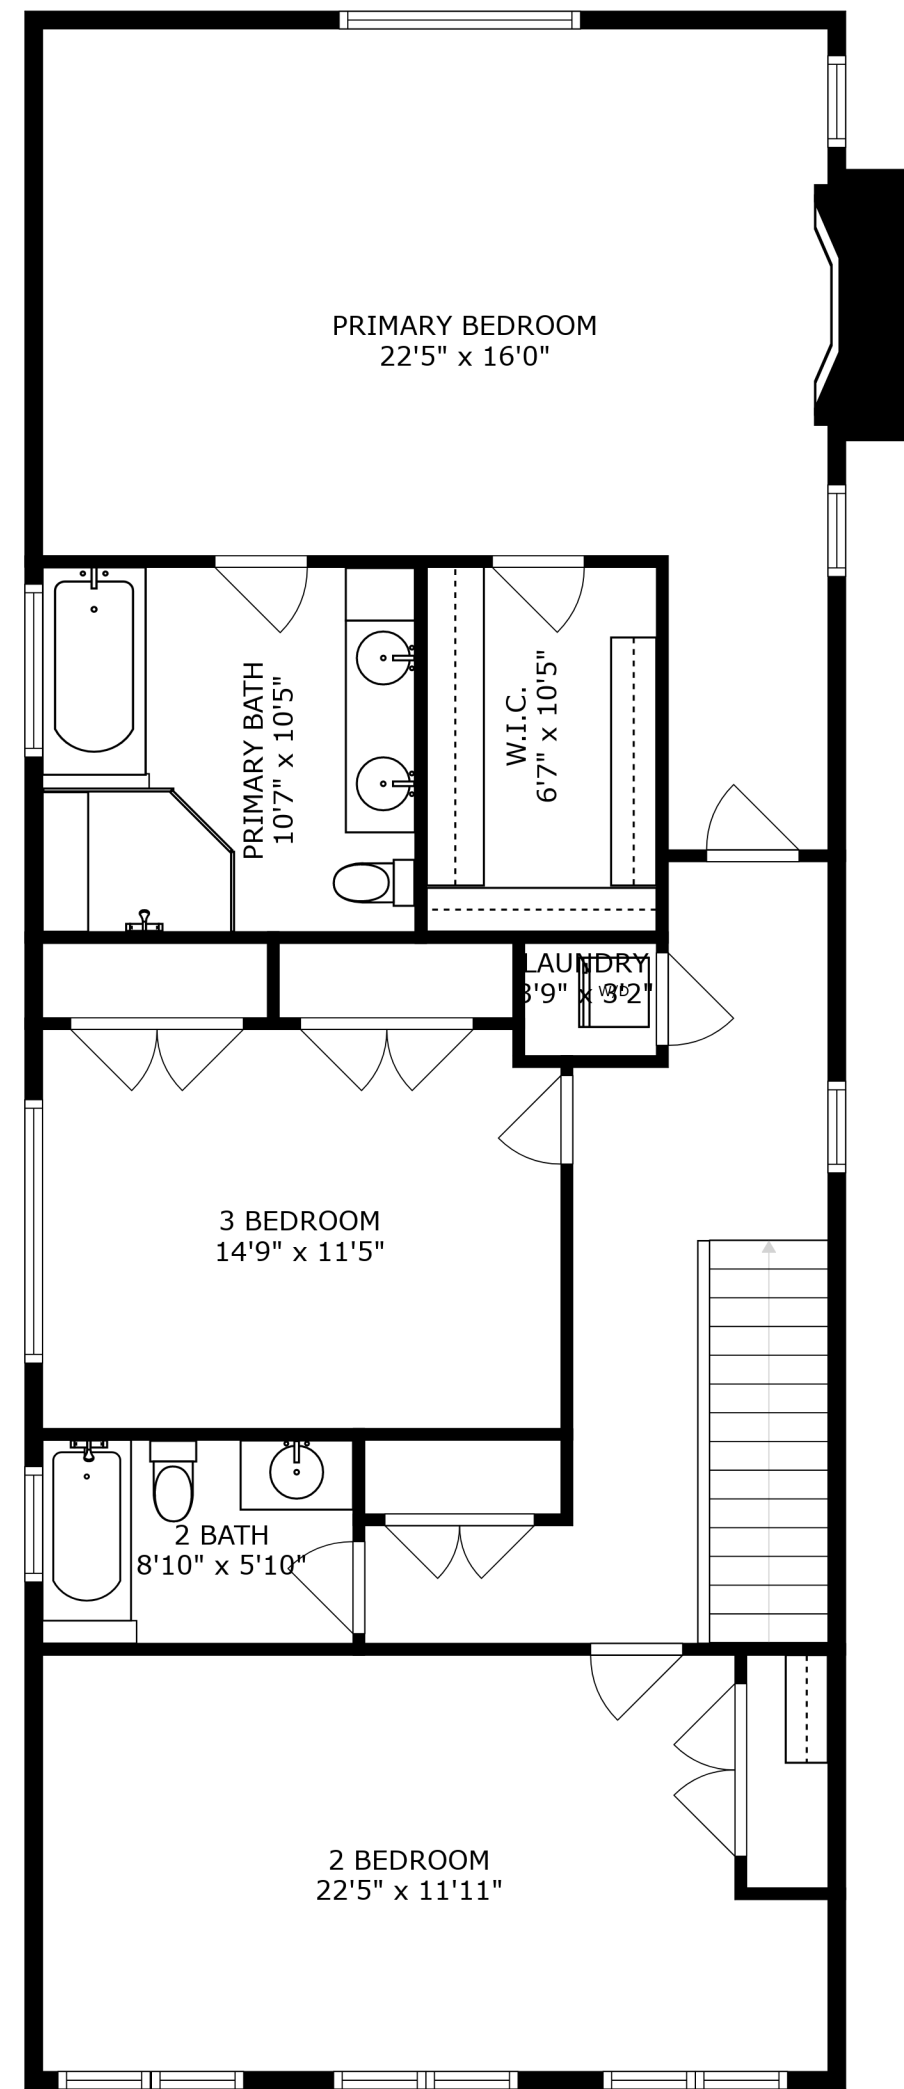 PRIMARY BEDROOM
22'5" x 16'0"
PRIMARY BATH
10'7" x 10'5"
W.I.C.
6'7" x 10'5"
LAUNDRY
3'9" x 3'2"
W/D
3 BEDROOM
14'9" x 11'5"
2 BATH
8'10" x 5'10"
2 BEDROOM
22'5" x 11'11"